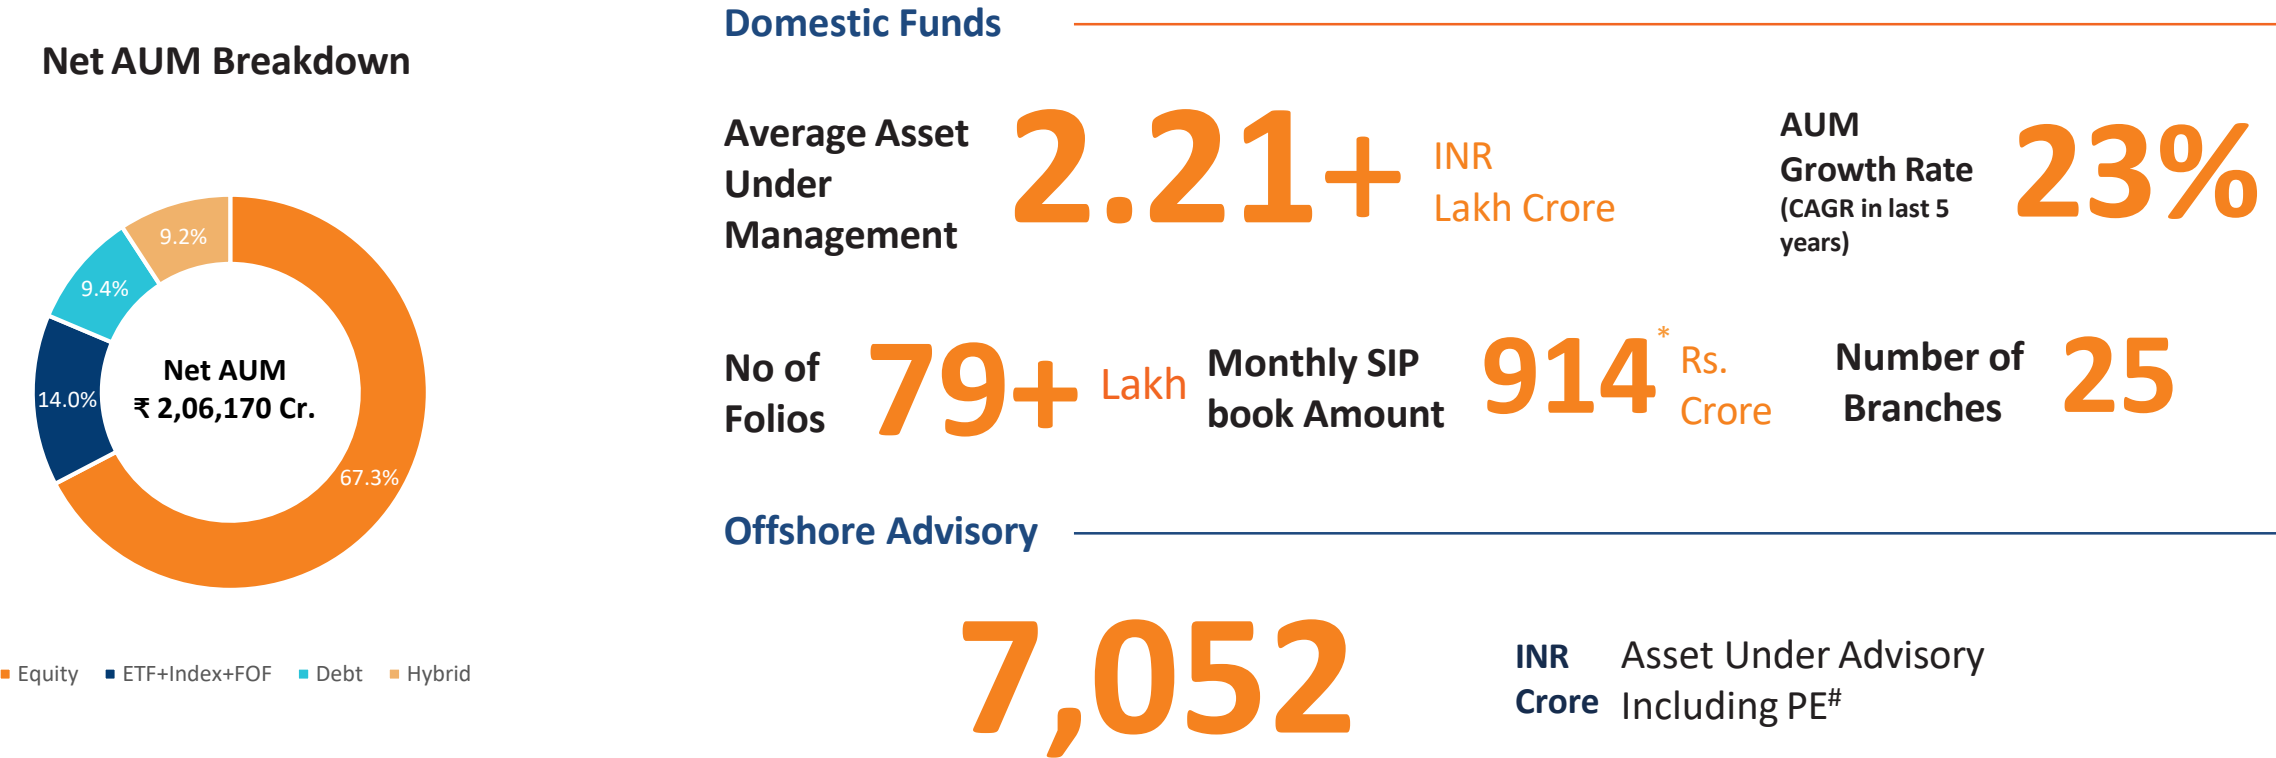 Net AUM Breakdown
9.2%
9.4%
14.0%
67.3%
Net AUM
₹ 2,06,170 Cr.
Equity
ETF+Index+FOF
Debt
Hybrid
Domestic Funds
Average Asset
Under
Management
2.21+
INR
Lakh Crore
AUM
Growth Rate
(CAGR in last 5
years)
23%
No of
Folios
79+
Lakh
Monthly SIP
book Amount
914*
Rs.
Crore
Number of
Branches
25
Offshore Advisory
7,052
INR
Crore
Asset Under Advisory
Including PE#